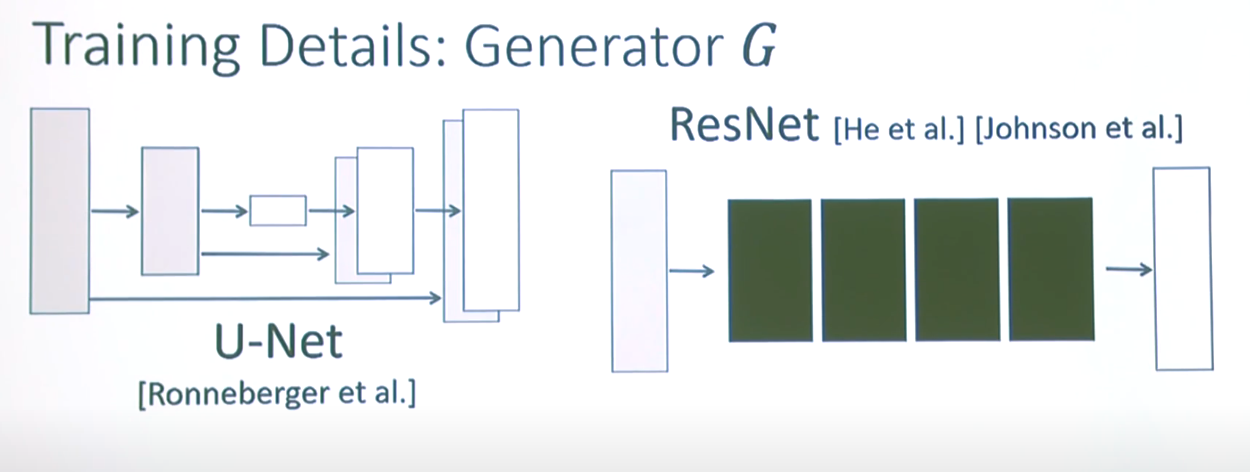 Training Details: Generator G
ResNet [He et al.] [Johnson et al.]
U-Net
[Ronneberger et al.]